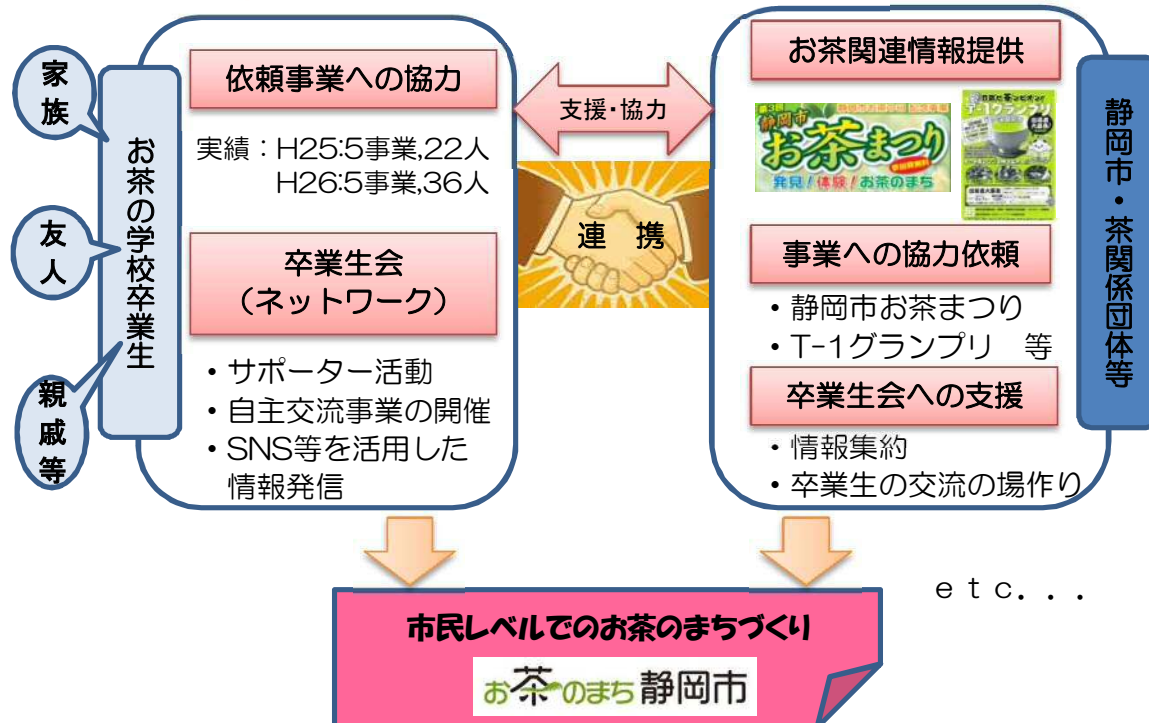 家
族
友
人
親
戚
等
お茶の学校卒業生
依頼事業への協力
実績：H25:5事業,22人
H26:5事業,36人
卒業生会
（ネットワーク）
・サポーター活動
・自主交流事業の開催
・SNS等を活用した
情報発信
支援・協力
連 携
お茶関連情報提供
第3回
静岡市
お茶まつり
発見！体験！お茶のまち
T-1グランプリ
事業への協力依頼
・静岡市お茶まつり
・T-1グランプリ　等
卒業生会への支援
・情報集約
・卒業生の交流の場作り
静岡市・茶関係団体等
ｅｔｃ．．．
市民レベルでのお茶のまちづくり
お茶のまち静岡市